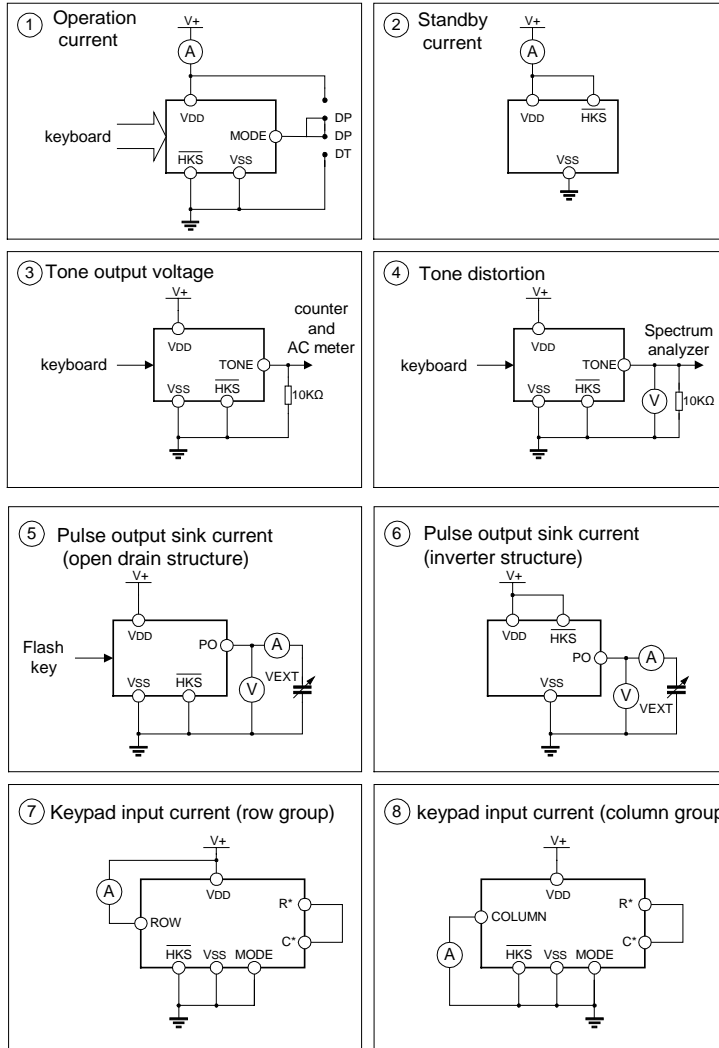 1 Operation current
V+
A
VDD
MODE
HKS
VSS
keyboard
DP
DP
DT
2 Standby current
V+
A
VDD
HKS
VSS
3 Tone output voltage
V+
VDD
TONE
VSS
HKS
keyboard
counter and AC meter
10KΩ
4 Tone distortion
V+
VDD
TONE
VSS
HKS
keyboard
Spectrum analyzer
V
10KΩ
5 Pulse output sink current
(open drain structure)
V+
VDD
PO
A
Flash key
VSS
HKS
V
VEXT
6 Pulse output sink current
(inverter structure)
V+
VDD
HKS
PO
A
VSS
V
VEXT
7 Keypad input current (row group)
V+
A
VDD
ROW
R*
C*
HKS
VSS
MODE
8 keypad input current (column group
V+
VDD
COLUMN
R*
C*
A
HKS
VSS
MODE